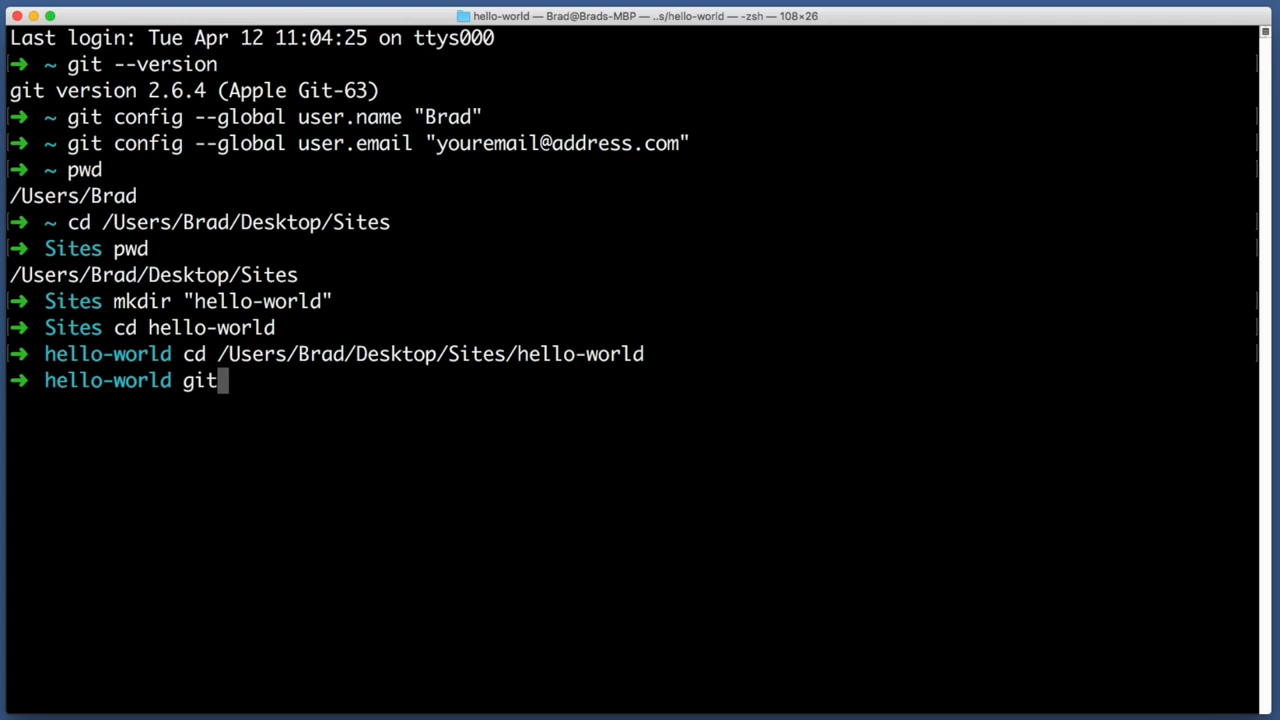 hello-world — Brad@Brads-MBP — ..s/hello-world — -zsh — 108×26
Last login: Tue Apr 12 11:04:25 on ttys000
➜ ~ git --version
git version 2.6.4 (Apple Git-63)
➜ ~ git config --global user.name "Brad"
➜ ~ git config --global user.email "youremail@address.com"
➜ ~ pwd
/Users/Brad
➜ ~ cd /Users/Brad/Desktop/Sites
➜ Sites pwd
/Users/Brad/Desktop/Sites
➜ Sites mkdir "hello-world"
➜ Sites cd hello-world
➜ hello-world cd /Users/Brad/Desktop/Sites/hello-world
➜ hello-world git